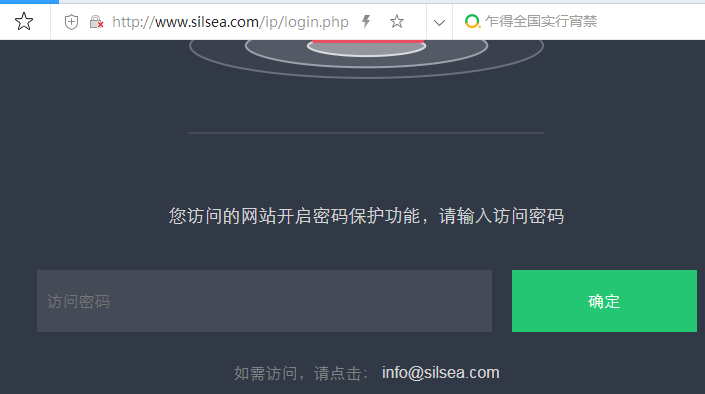 http://www.silsea.com/ip/login.php
乍得全国实行宵禁
您访问的网站开启密码保护功能，请输入访问密码
访问密码
确定
如需访问，请点击： info@silsea.com